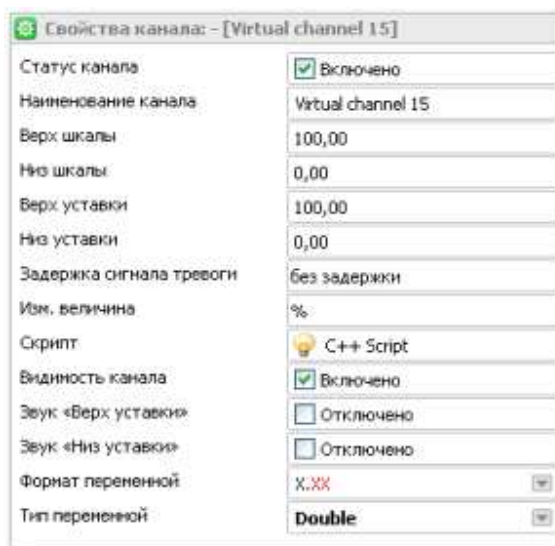 Свойства канала: - [Virtual channel 15]
Статус канала Включено
Наименование канала Virtual channel 15
Верх шкалы 100,00
Низ шкалы 0,00
Верх уставки 100,00
Низ уставки 0,00
Задержка сигнала тревоги без задержки
Изм. величина %
Скрипт C++ Script
Видимость канала Включено
Звук «Верх уставки» Отключено
Звук «Низ уставки» Отключено
Формат переменной X.XX
Тип переменной Double